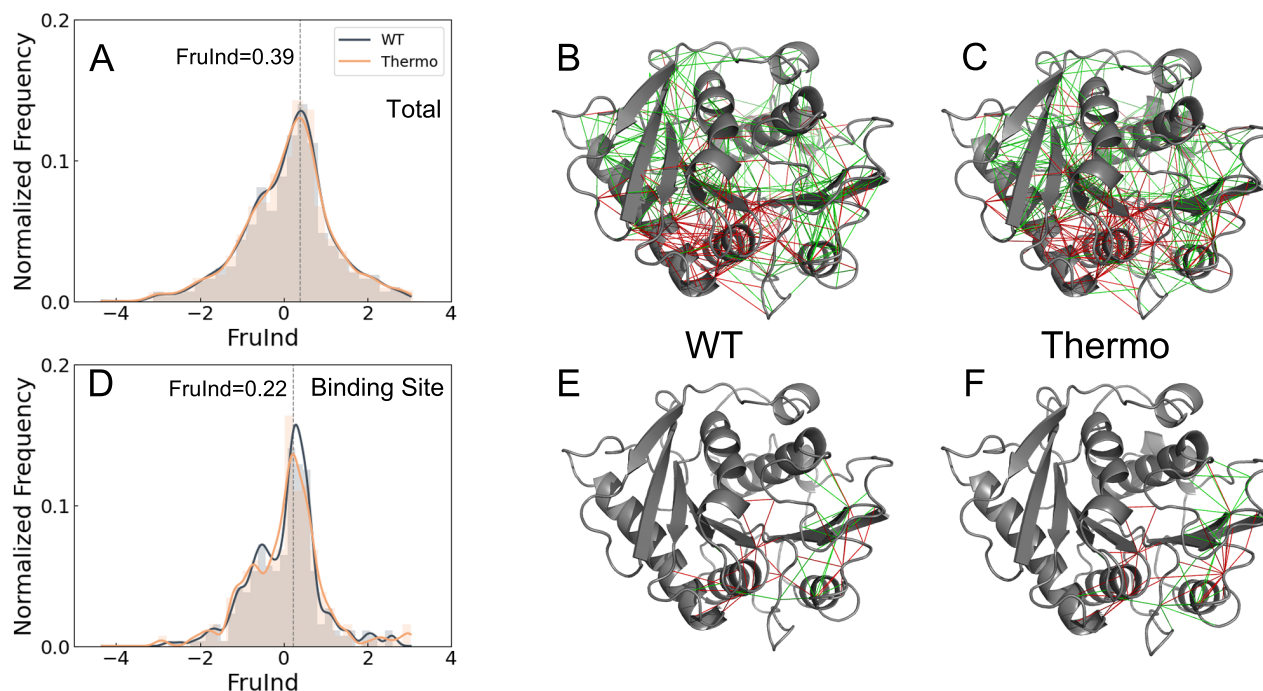 0.2
A
FruInd=0.39
WT
Thermo
Total
Normalized Frequency
0.1
0.0
−4
−2
0
2
4
FruInd
B
C
WT
Thermo
0.2
D
FruInd=0.22
Binding Site
Normalized Frequency
0.1
0.0
−4
−2
0
2
4
FruInd
E
F